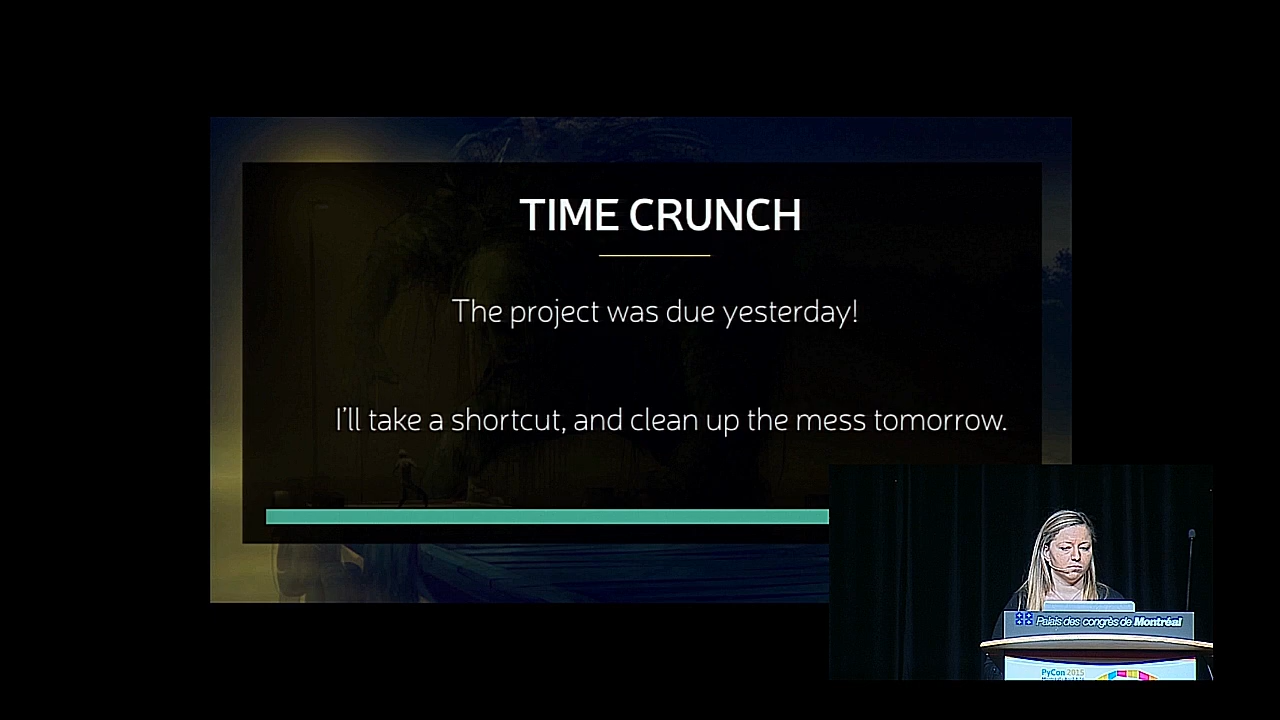 TIME CRUNCH
The project was due yesterday!
I'll take a shortcut, and clean up the mess tomorrow.
Palais des congrès de Montréal
PyCon 2015